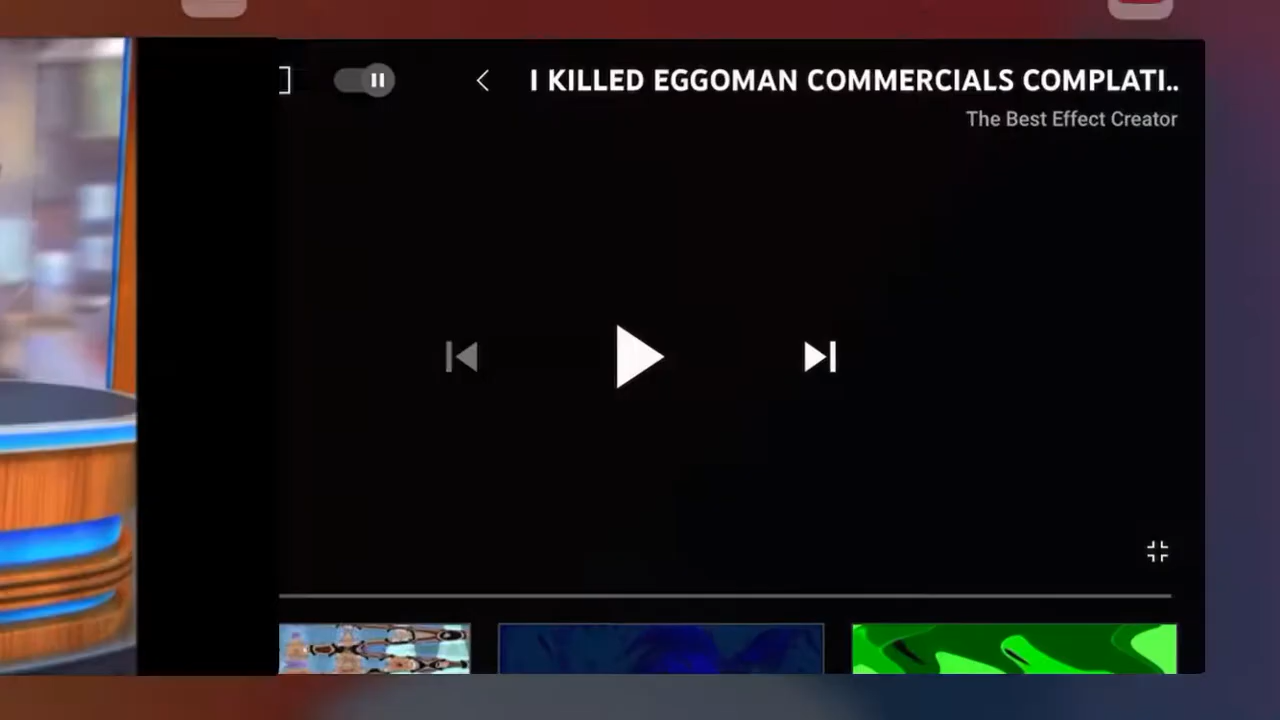 I KILLED EGGOMAN COMMERCIALS COMPLATI..
The Best Effect Creator